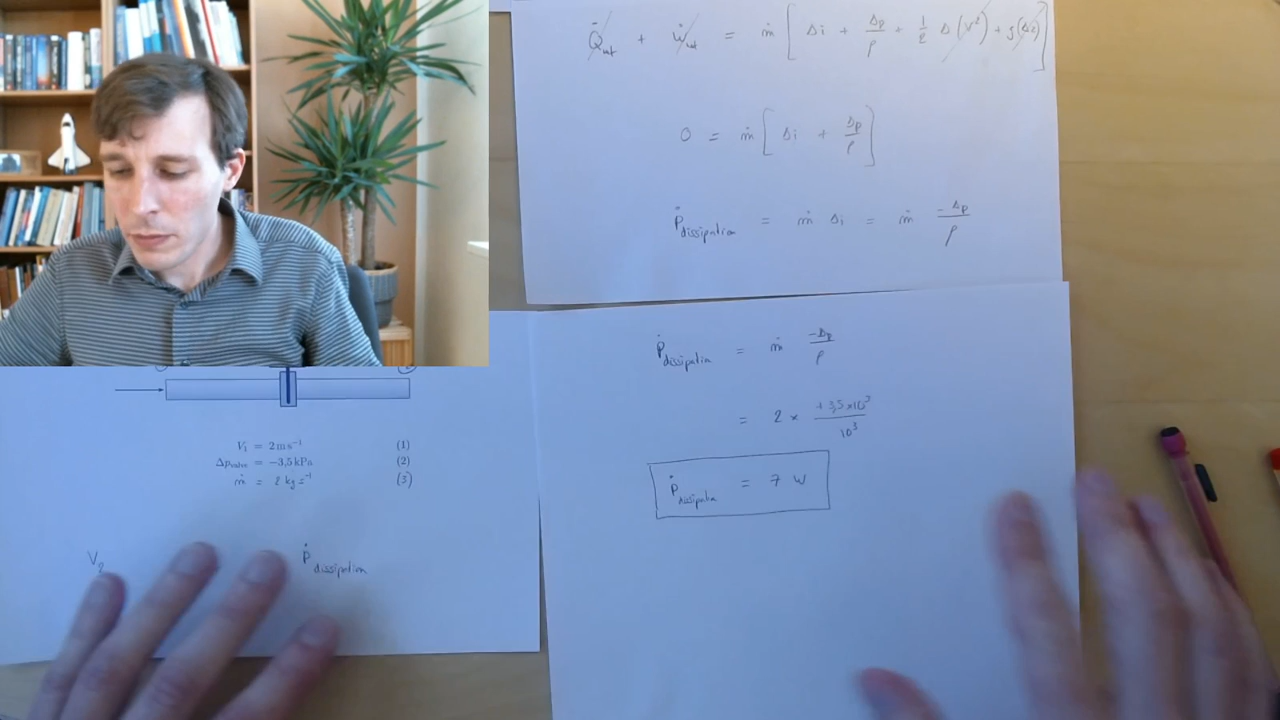 Q̇_net + Ẇ_net = ṁ [ Δi + Δp/ρ + 1/2 Δ(V²) + g(Δz) ]
0 = ṁ [ Δi + Δp/ρ ]
Ṗ_dissipation = ṁ Δi = ṁ -Δp/ρ
V₁ = 2 m s⁻¹ (1)
Δp_valve = −3,5 kPa (2)
ṁ = 2 kg s⁻¹ (3)
V₂ Ṗ_dissipation
Ṗ_dissipation = ṁ -Δp/ρ
= 2 × +3,5×10³/10³
Ṗ_dissipation = 7 W